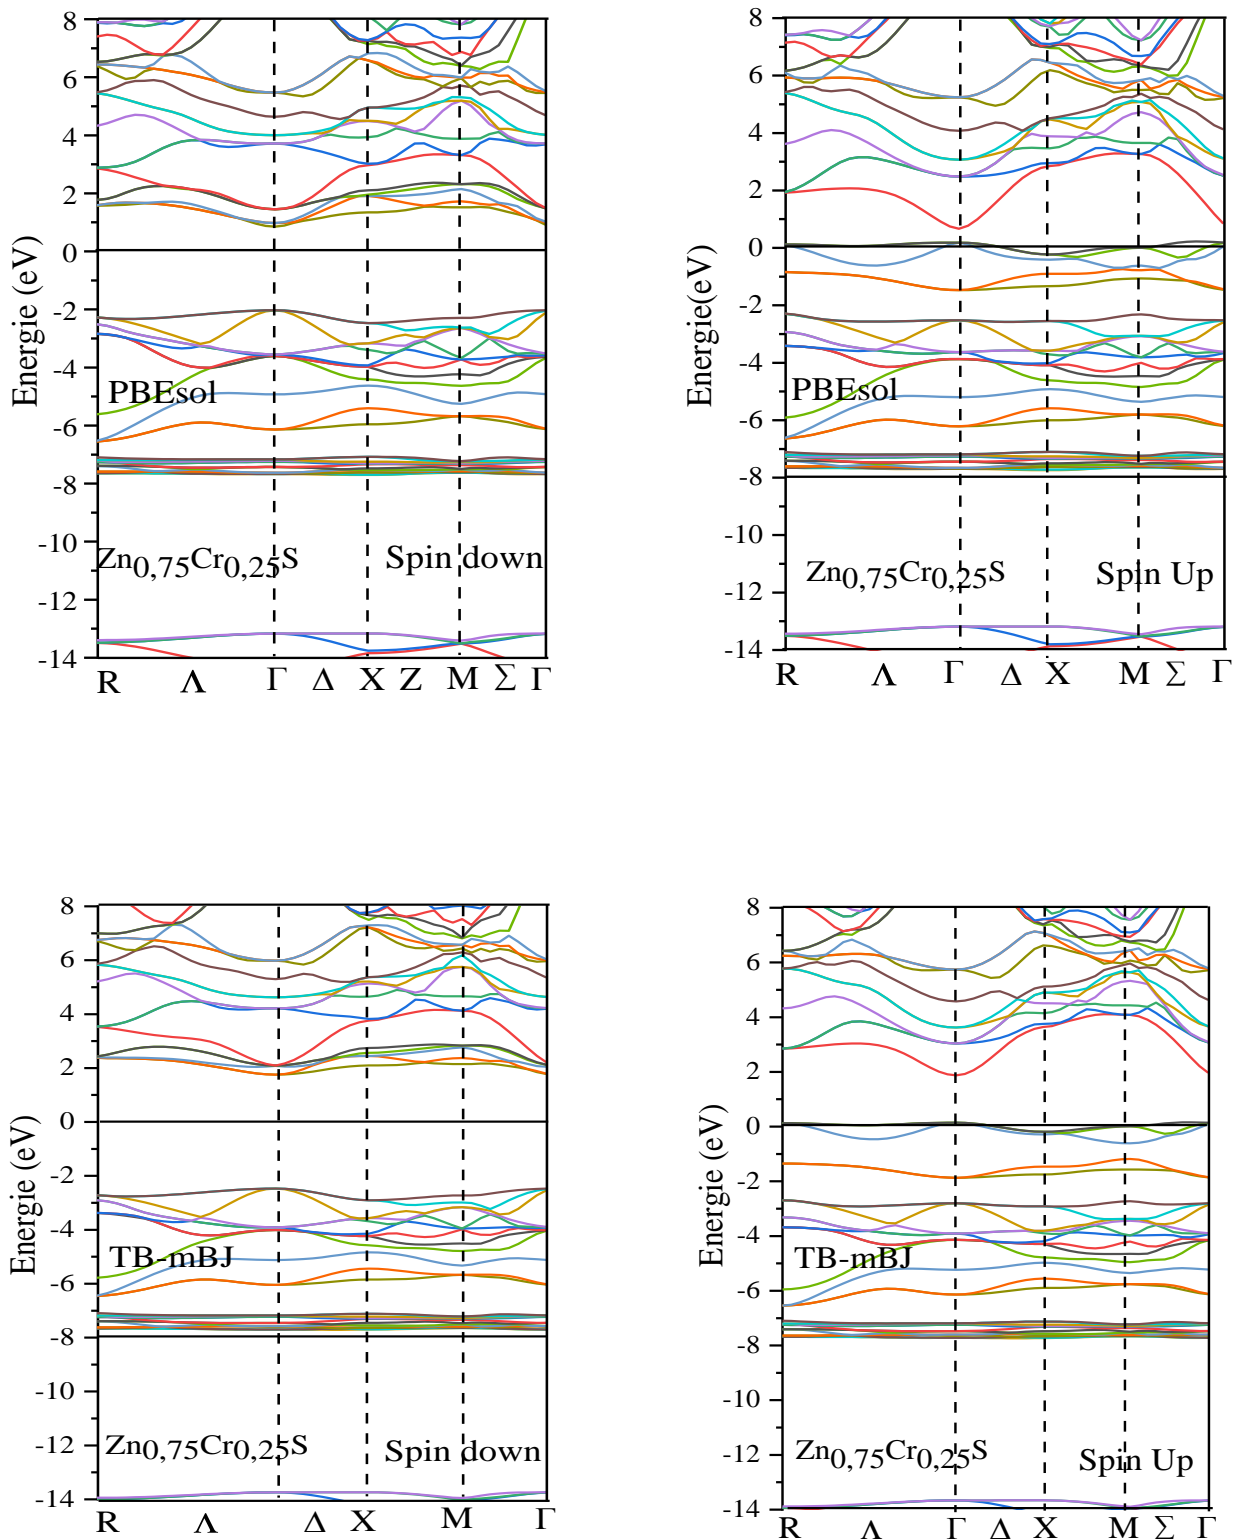 8
6
4
2
0
-2
-4
-6
-8
-10
-12
-14
Energie (eV)
PBEsol
Zn0,75Cr0,25S
Spin down
R Λ Γ Δ X Z M Σ Γ
8
6
4
2
0
-2
-4
-6
-8
-10
-12
-14
Energie(eV)
PBEsol
Zn0,75Cr0,25S
Spin Up
R Λ Γ Δ X M Σ Γ
8
6
4
2
0
-2
-4
-6
-8
-10
-12
-14
Energie (eV)
TB-mBJ
Zn0,75Cr0,25S
Spin down
R Λ Δ X M Γ
8
6
4
2
0
-2
-4
-6
-8
-10
-12
-14
Energie (eV)
TB-mBJ
Zn0,75Cr0,25S
Spin Up
R Λ Γ Δ X M Σ Γ